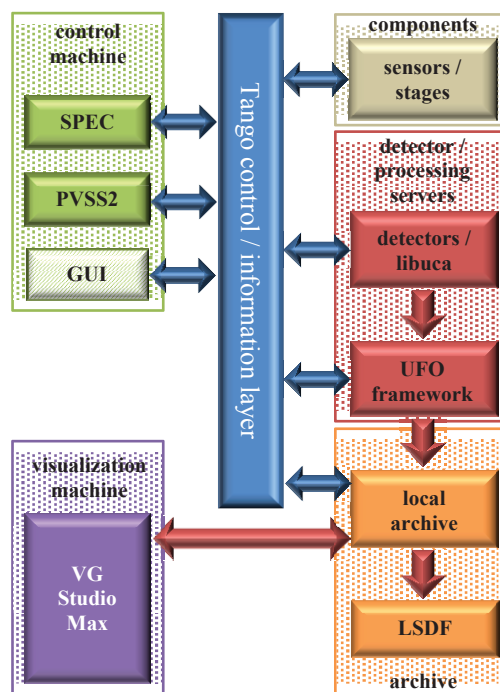 control
machine
SPEC
PVSS2
GUI
Tango control / information layer
components
sensors /
stages
detector /
processing
servers
detectors /
libuca
UFO
framework
visualization
machine
VG
Studio
Max
local
archive
LSDF
archive